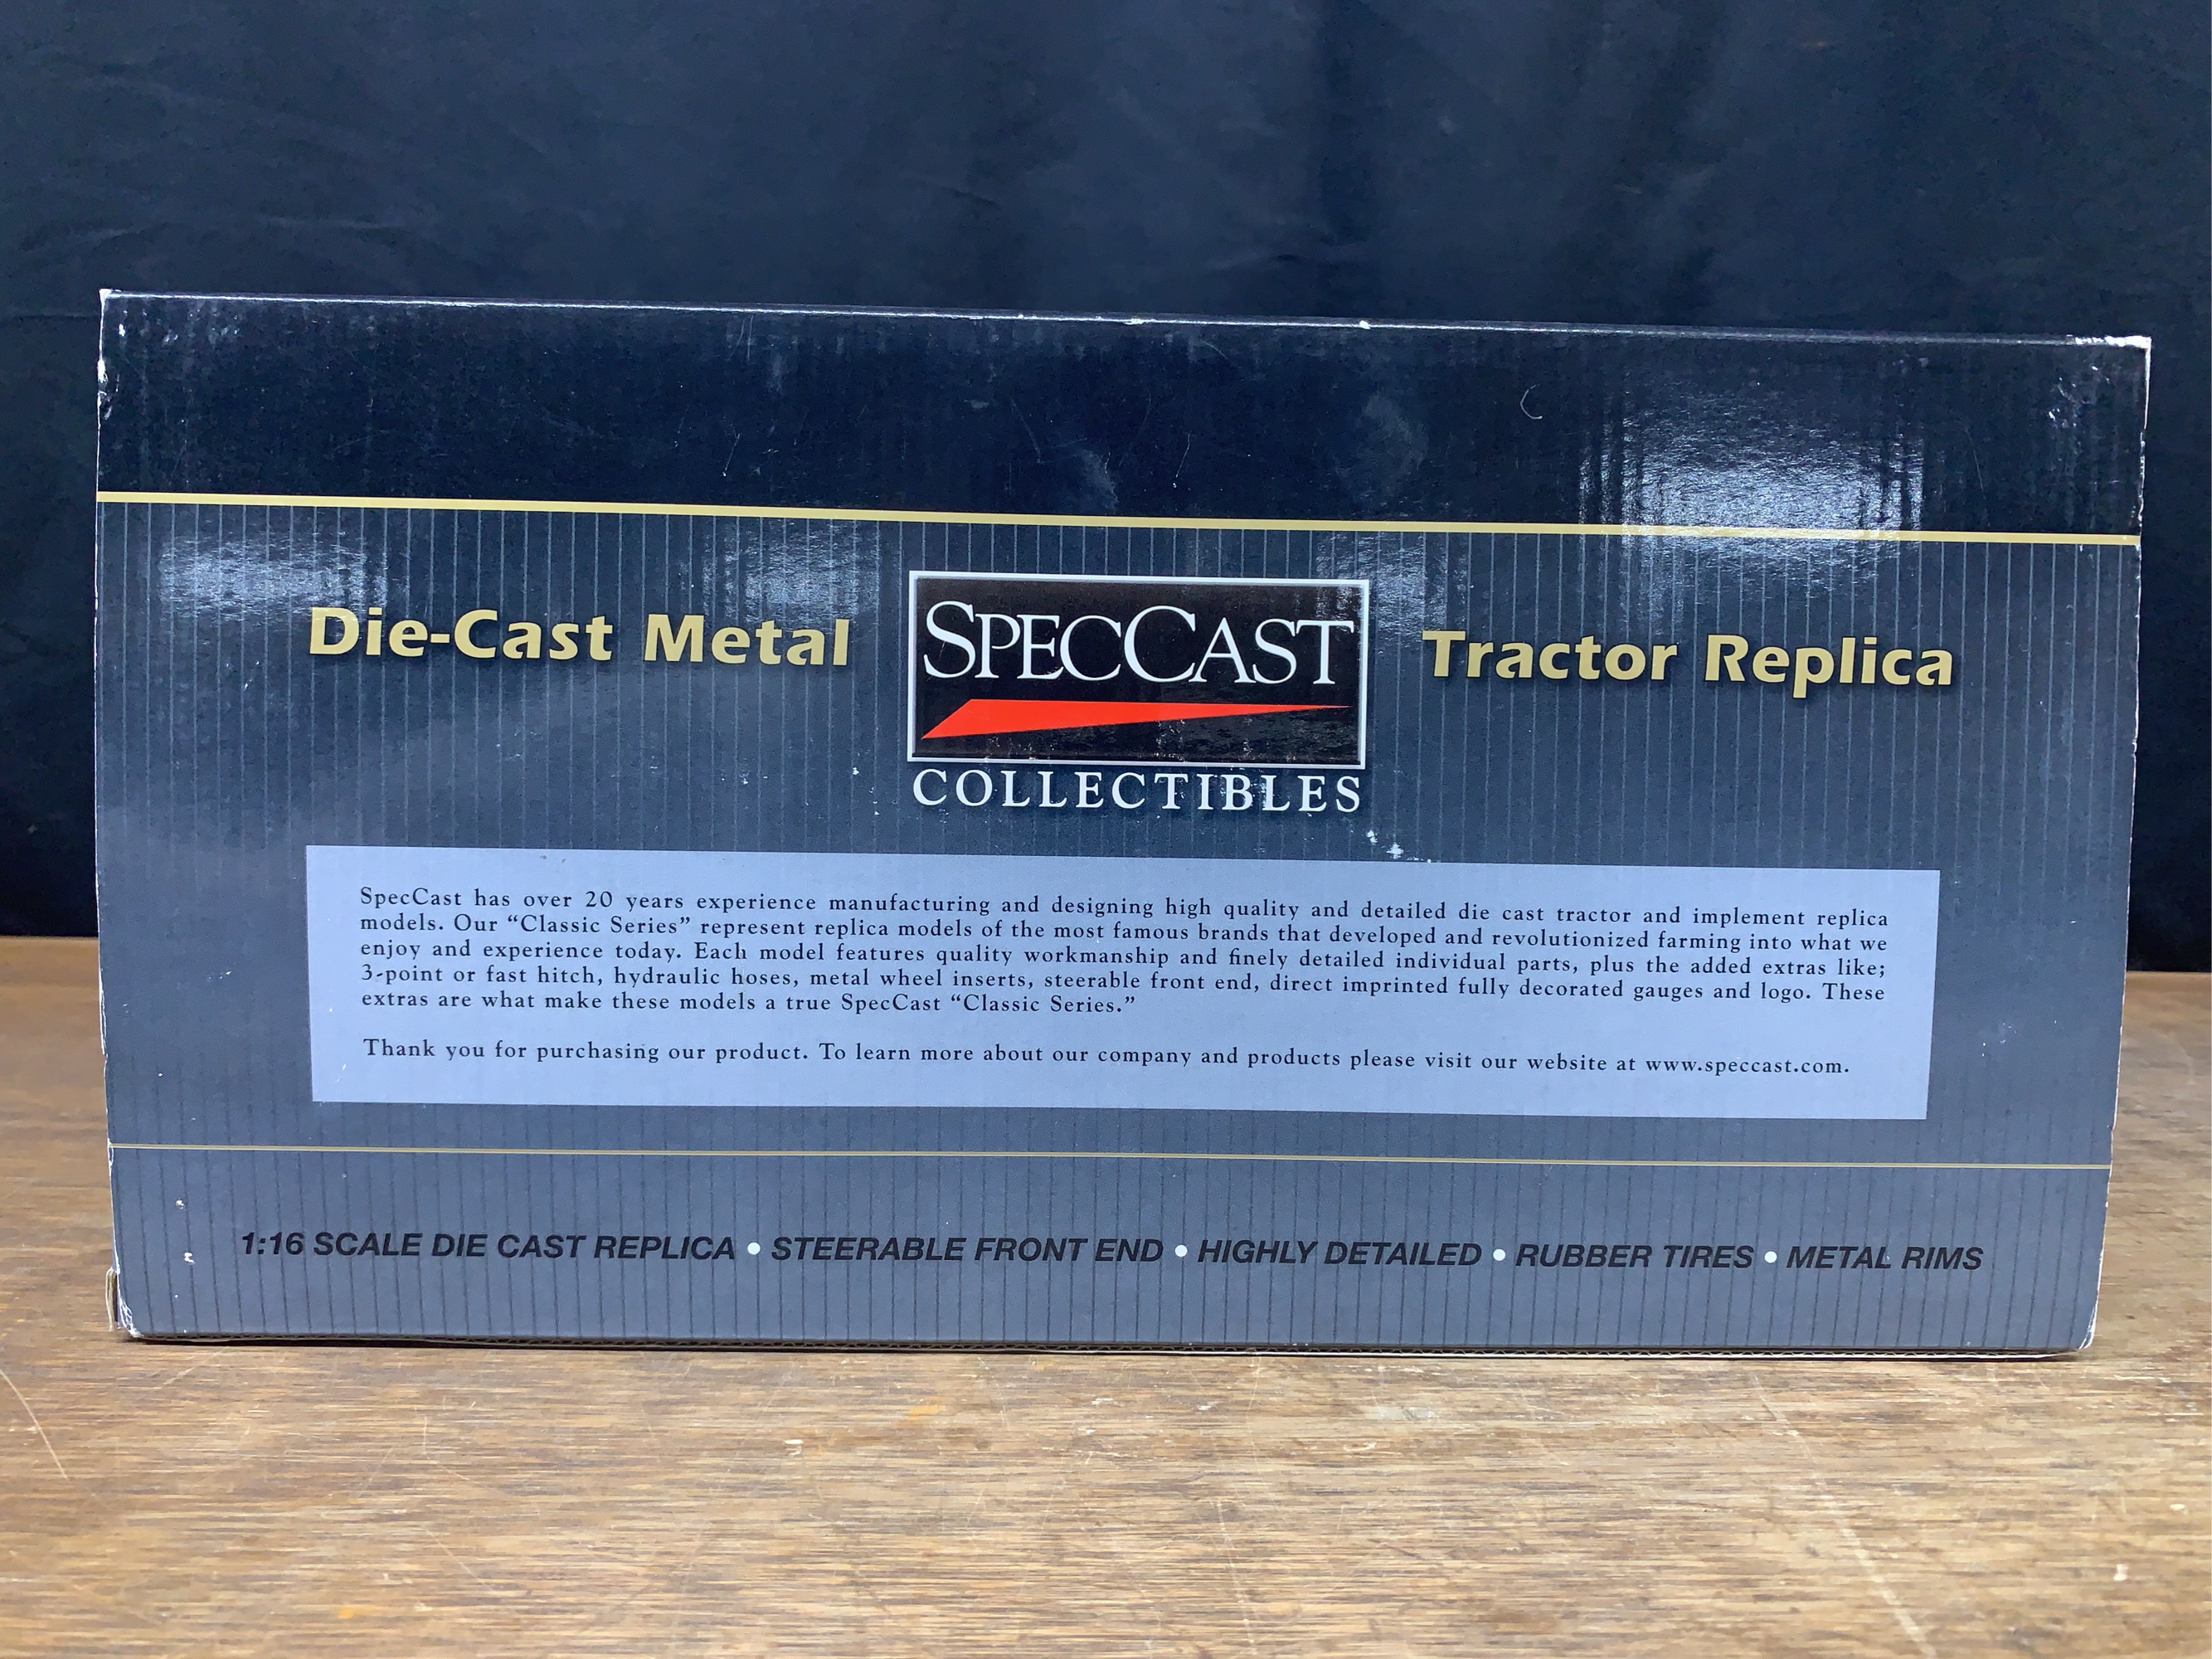 Die-Cast Metal
SPECCAST
COLLECTIBLES
Tractor Replica
SpecCast has over 20 years experience manufacturing and designing high quality and detailed die cast tractor and implement replica
models. Our “Classic Series” represent replica models of the most famous brands that developed and revolutionized farming into what we
enjoy and experience today. Each model features quality workmanship and finely detailed individual parts, plus the added extras like;
3-point or fast hitch, hydraulic hoses, metal wheel inserts, steerable front end, direct imprinted fully decorated gauges and logo. These
extras are what make these models a true SpecCast “Classic Series.”
Thank you for purchasing our product. To learn more about our company and products please visit our website at www.speccast.com.
1:16 SCALE DIE CAST REPLICA • STEERABLE FRONT END • HIGHLY DETAILED • RUBBER TIRES • METAL RIMS